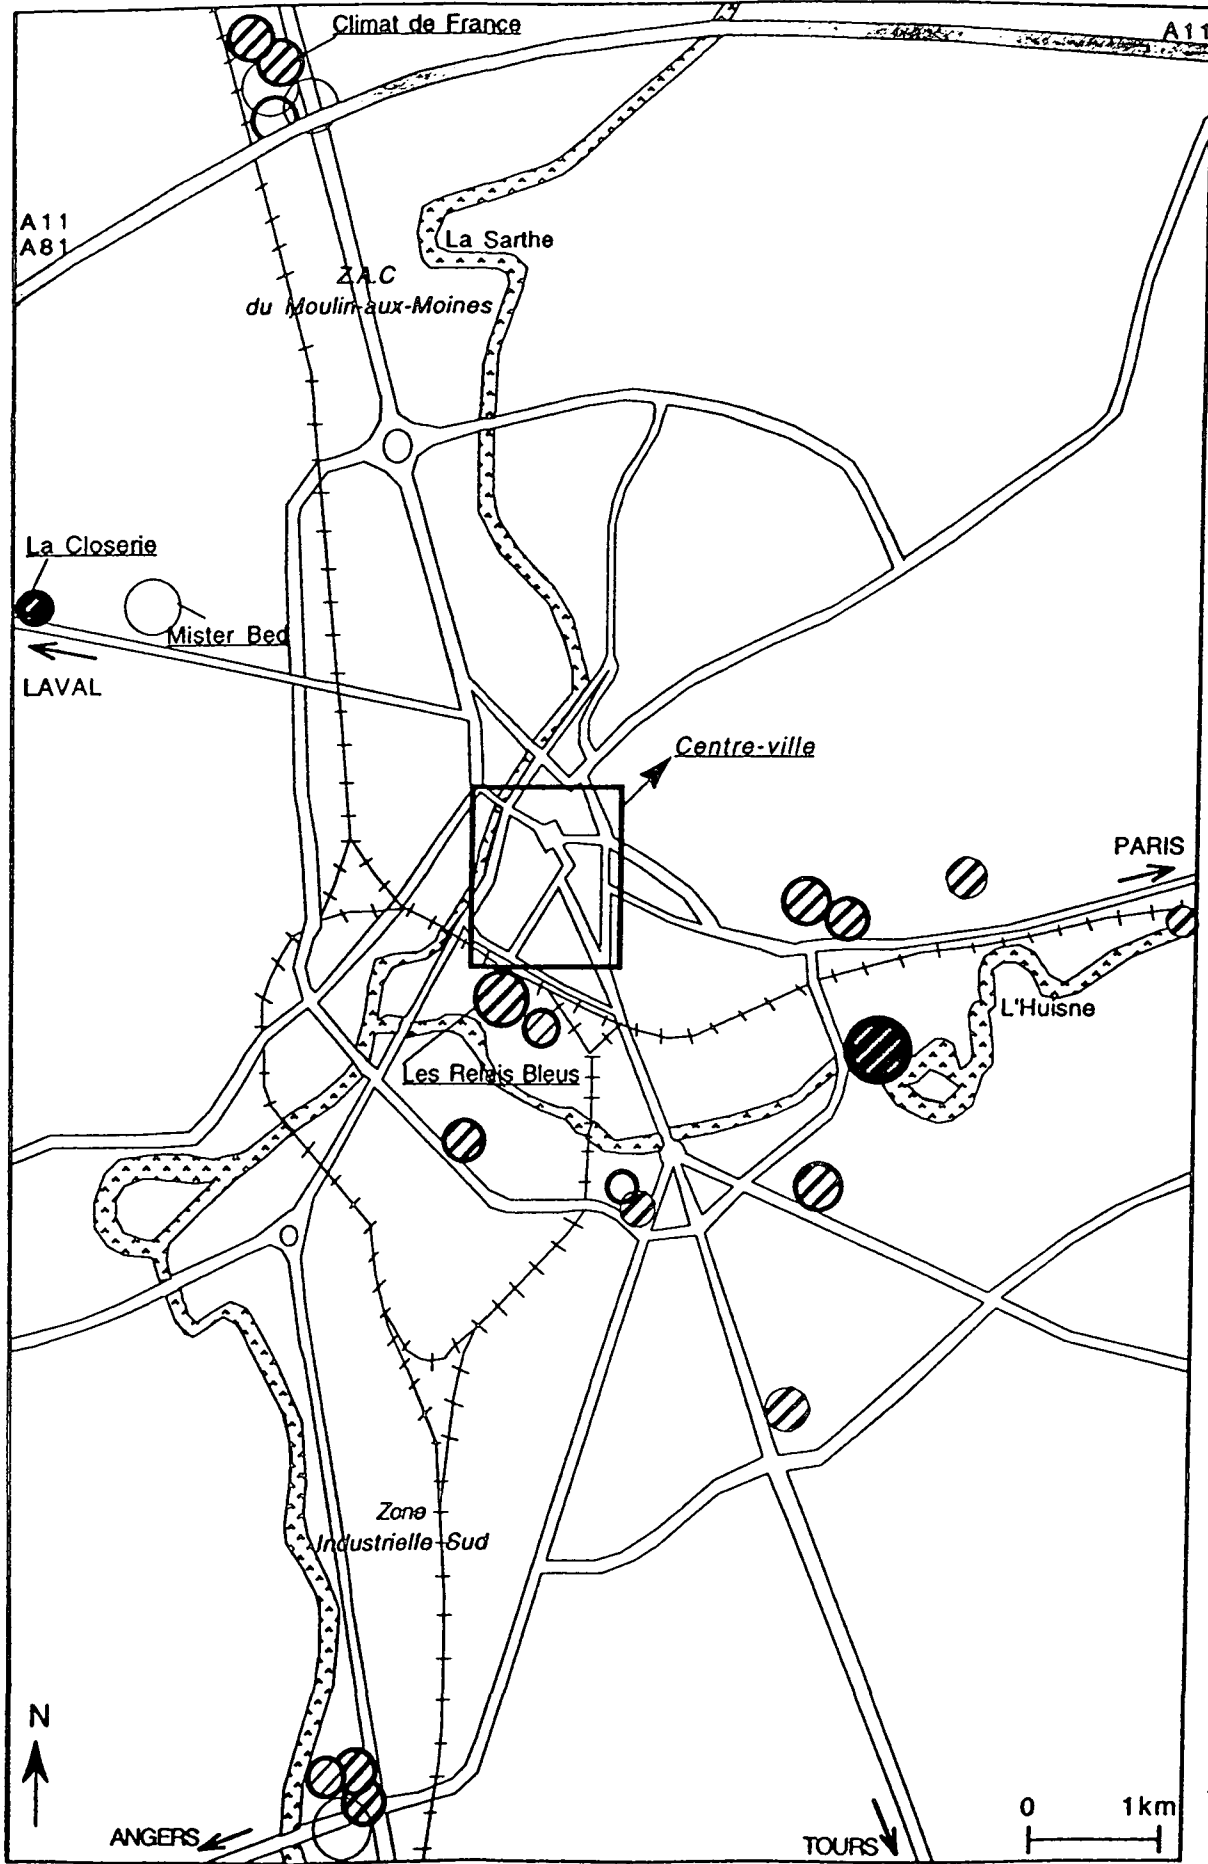 Climat de France
A11
A11
A81
La Sarthe
Z.A.C
du Moulin-aux-Moines
La Closerie
Mister Bed
LAVAL
Centre-ville
PARIS
L'Huisne
Les Relais Bleus
Zone
Industrielle Sud
N
ANGERS
TOURS
0 1km